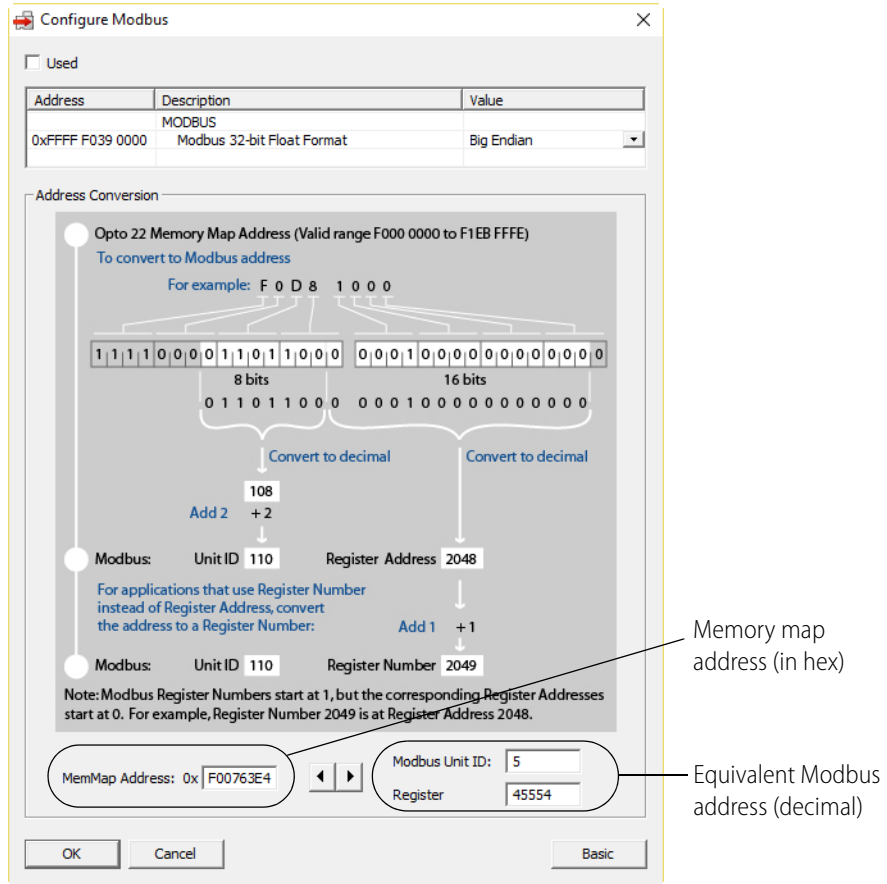 Configure Modbus
Used
Address Description Value
MODBUS
0xFFFF F039 0000 Modbus 32-bit Float Format Big Endian
Address Conversion
Opto 22 Memory Map Address (Valid range F000 0000 to F1EB FFFE)
To convert to Modbus address
For example: F 0 D 8 1 0 0 0
1 1 1 1 0 0 0 0 1 1 0 1 1 0 0 0 0 0 0 1 0 0 0 0 0 0 0 0 0 0 0 0
8 bits 16 bits
0 1 1 0 1 1 0 0 0 0 0 0 1 0 0 0 0 0 0 0 0 0 0 0 0
Convert to decimal Convert to decimal
108
Add 2 + 2
Modbus: Unit ID 110 Register Address 2048
For applications that use Register Number
instead of Register Address, convert
the address to a Register Number: Add 1 + 1
Modbus: Unit ID 110 Register Number 2049
Note: Modbus Register Numbers start at 1, but the corresponding Register Addresses
start at 0. For example, Register Number 2049 is at Register Address 2048.
Memory map
address (in hex)
MemMap Address: 0x F00763E4
Modbus Unit ID: 5
Register 45554
Equivalent Modbus
address (decimal)
OK Cancel Basic